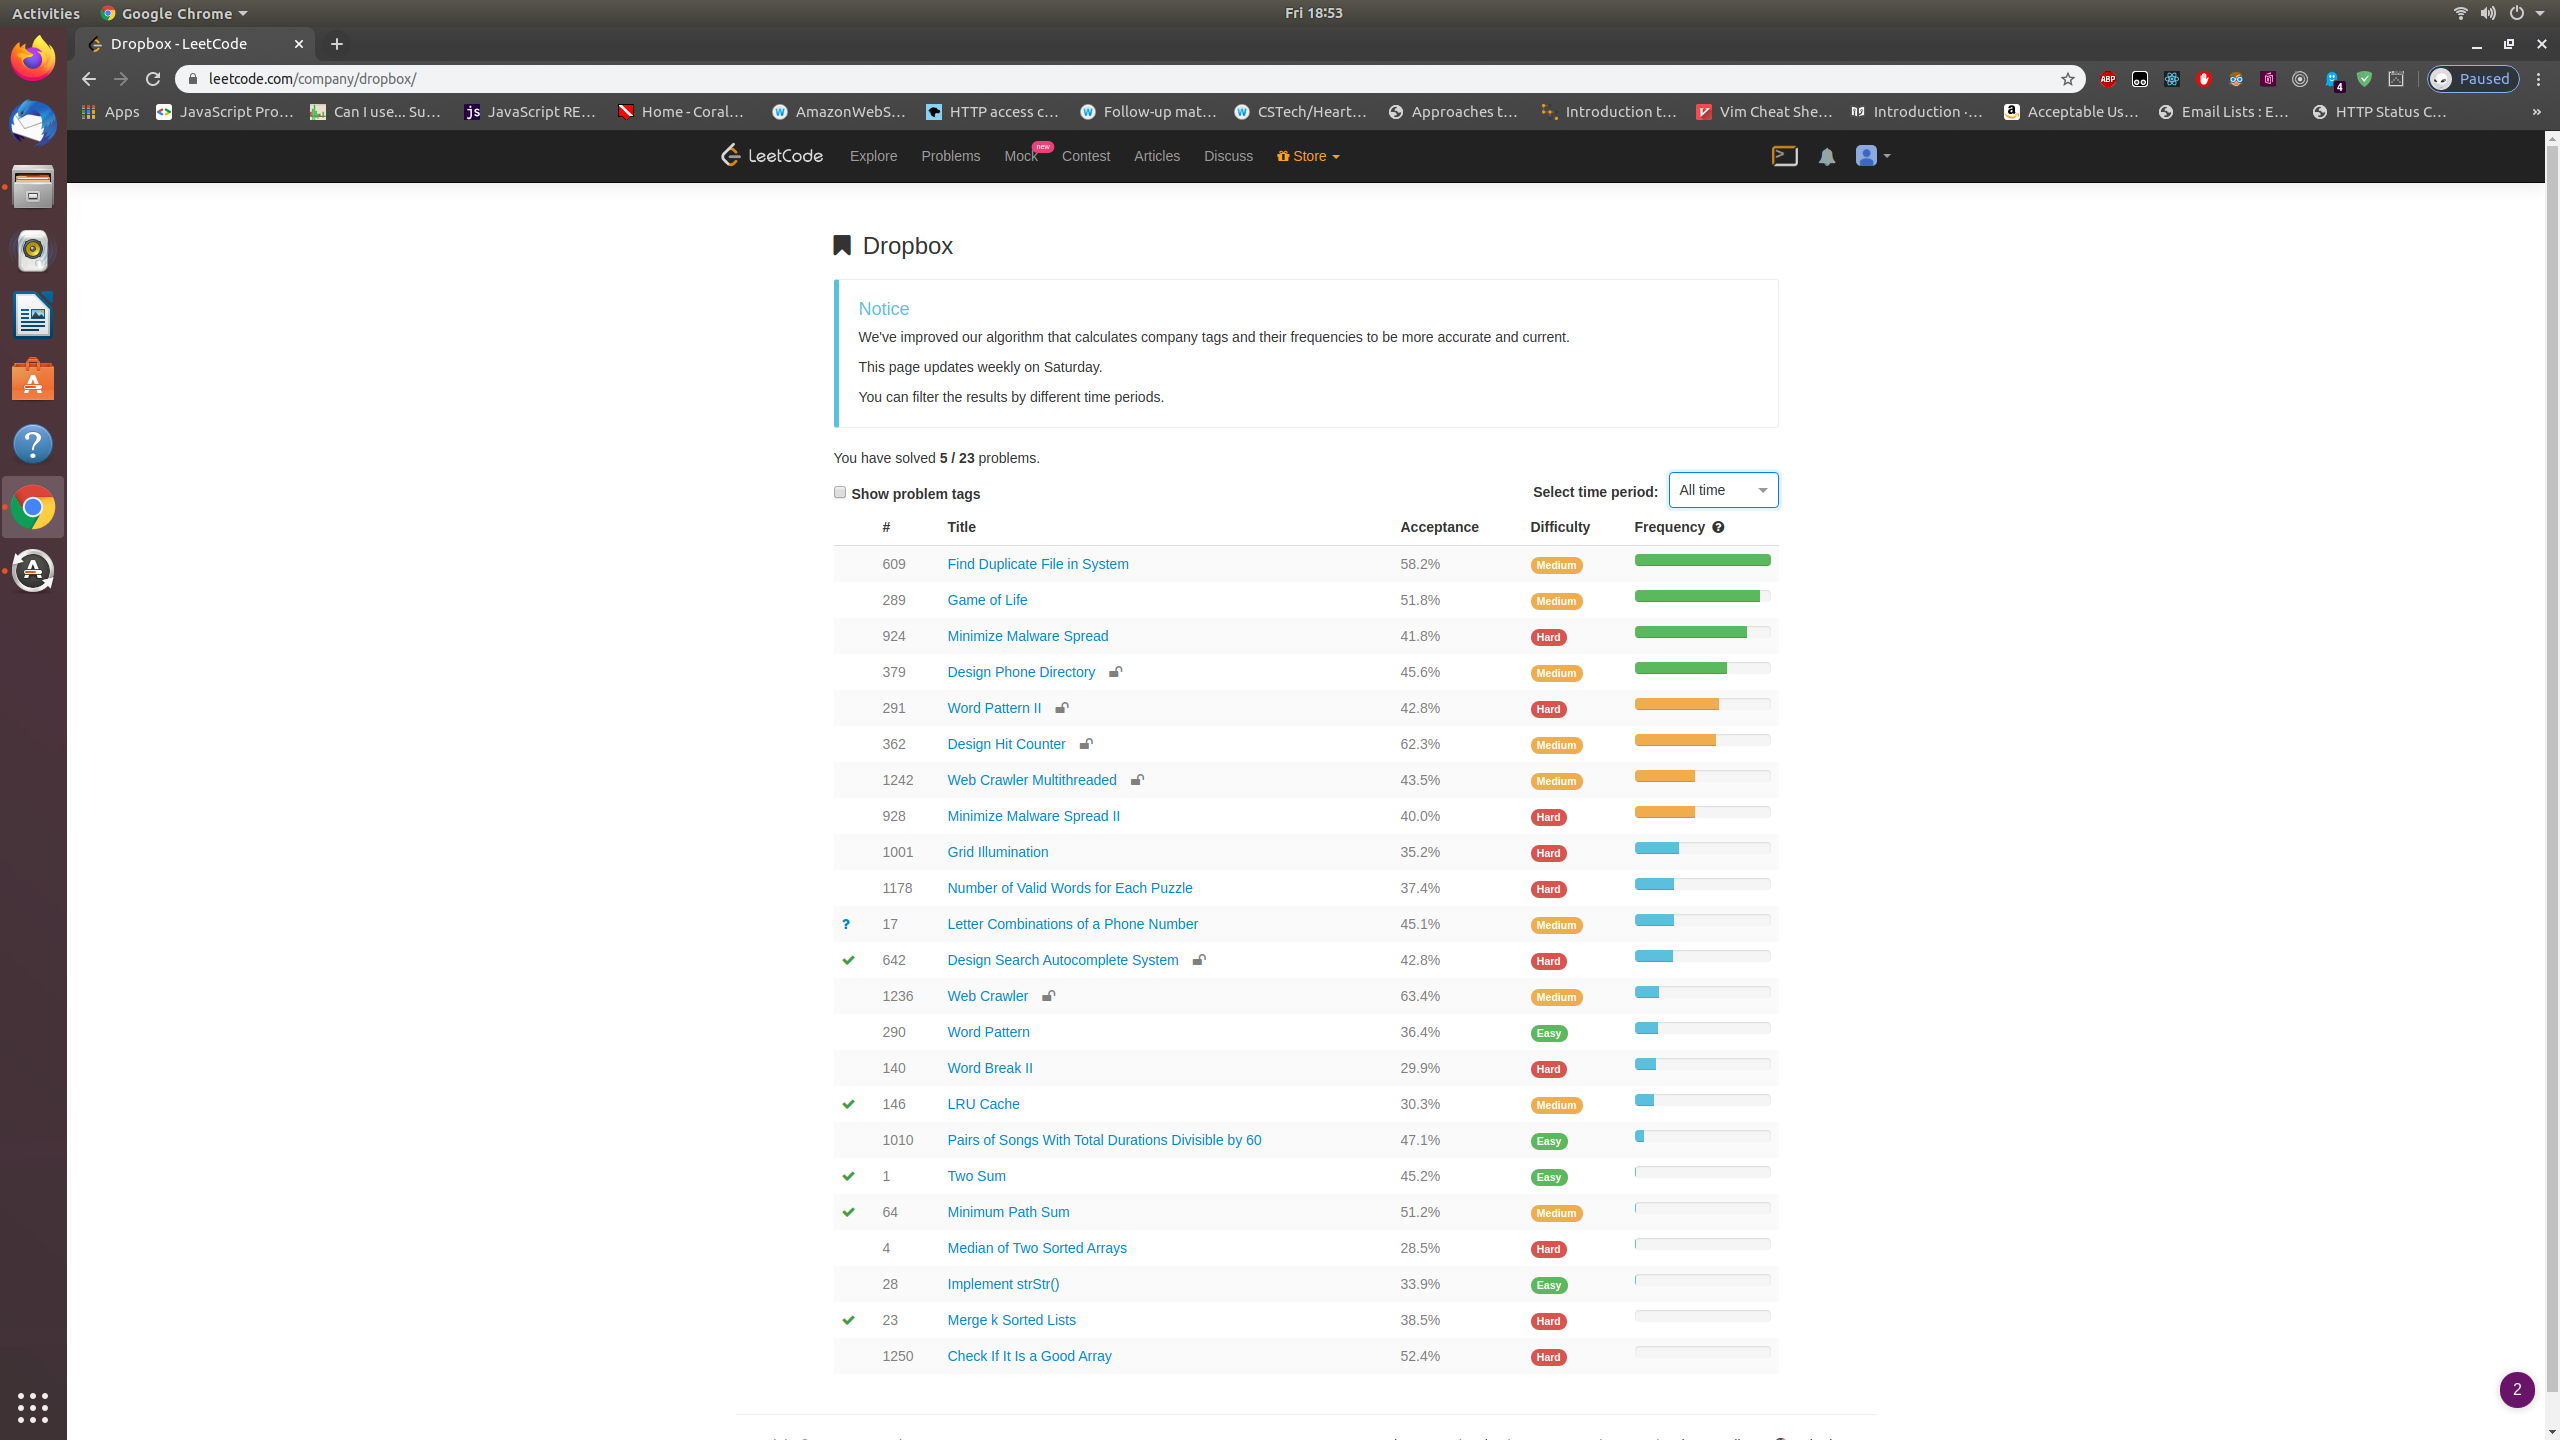 Activities Google Chrome Fri 18:53
Dropbox - LeetCode
leetcode.com/company/dropbox/ ABP 4 Paused
Apps JavaScript Pro… Can I use... Su… JS JavaScript RE… Home - Coral… AmazonWebS… HTTP access c… Follow-up mat… CSTech/Heart… Approaches t… Introduction t… Vim Cheat She… Introduction ·… Acceptable Us… Email Lists : E… HTTP Status C… »
LeetCode Explore Problems Mock new Contest Articles Discuss Store
Dropbox
Notice
We've improved our algorithm that calculates company tags and their frequencies to be more accurate and current.
This page updates weekly on Saturday.
You can filter the results by different time periods.
You have solved 5 / 23 problems.
Show problem tags Select time period: All time
# Title Acceptance Difficulty Frequency
609 Find Duplicate File in System 58.2% Medium
289 Game of Life 51.8% Medium
924 Minimize Malware Spread 41.8% Hard
379 Design Phone Directory 45.6% Medium
291 Word Pattern II 42.8% Hard
362 Design Hit Counter 62.3% Medium
1242 Web Crawler Multithreaded 43.5% Medium
928 Minimize Malware Spread II 40.0% Hard
1001 Grid Illumination 35.2% Hard
1178 Number of Valid Words for Each Puzzle 37.4% Hard
? 17 Letter Combinations of a Phone Number 45.1% Medium
642 Design Search Autocomplete System 42.8% Hard
1236 Web Crawler 63.4% Medium
290 Word Pattern 36.4% Easy
140 Word Break II 29.9% Hard
146 LRU Cache 30.3% Medium
1010 Pairs of Songs With Total Durations Divisible by 60 47.1% Easy
1 Two Sum 45.2% Easy
64 Minimum Path Sum 51.2% Medium
4 Median of Two Sorted Arrays 28.5% Hard
28 Implement strStr() 33.9% Easy
23 Merge k Sorted Lists 38.5% Hard
1250 Check If It Is a Good Array 52.4% Hard
2